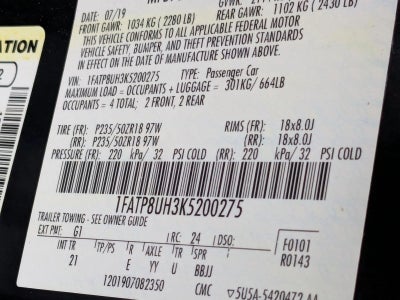 DATE: 07/19
FRONT GAWR: 1034 KG ( 2280 LB)
REAR GAWR:
1102 KG ( 2430 LB)
THIS VEHICLE CONFORMS TO ALL APPLICABLE FEDERAL MOTOR
VEHICLE SAFETY, BUMPER, AND THEFT PREVENTION STANDARDS
IN EFFECT ON THE DATE OF MANUFACTURE SHOWN ABOVE.
VIN: 1FATP8UH3K5200275 TYPE: Passenger Car
MAXIMUM LOAD = OCCUPANTS + LUGGAGE = 301KG/ 664LB
OCCUPANTS = 4 TOTAL; 2 FRONT, 2 REAR
TIRE (FR): P235/50ZR18 97W RIMS (FR): 18x8.0J
(RR): P235/50ZR18 97W (RR): 18x8.0J
PRESSURE (FR): 220 kPa/ 32 PSI COLD (RR): 220 kPa/ 32 PSI COLD
1FATP8UH3K5200275
TRAILER TOWING - SEE OWNER GUIDE
EXT PNT: G1 RC: 24 DSO: F0101
INT TR TP/PS R AXLE TR SPR R0143
21 E YY U BBJJ
1201907082350 CMC
ATION
2